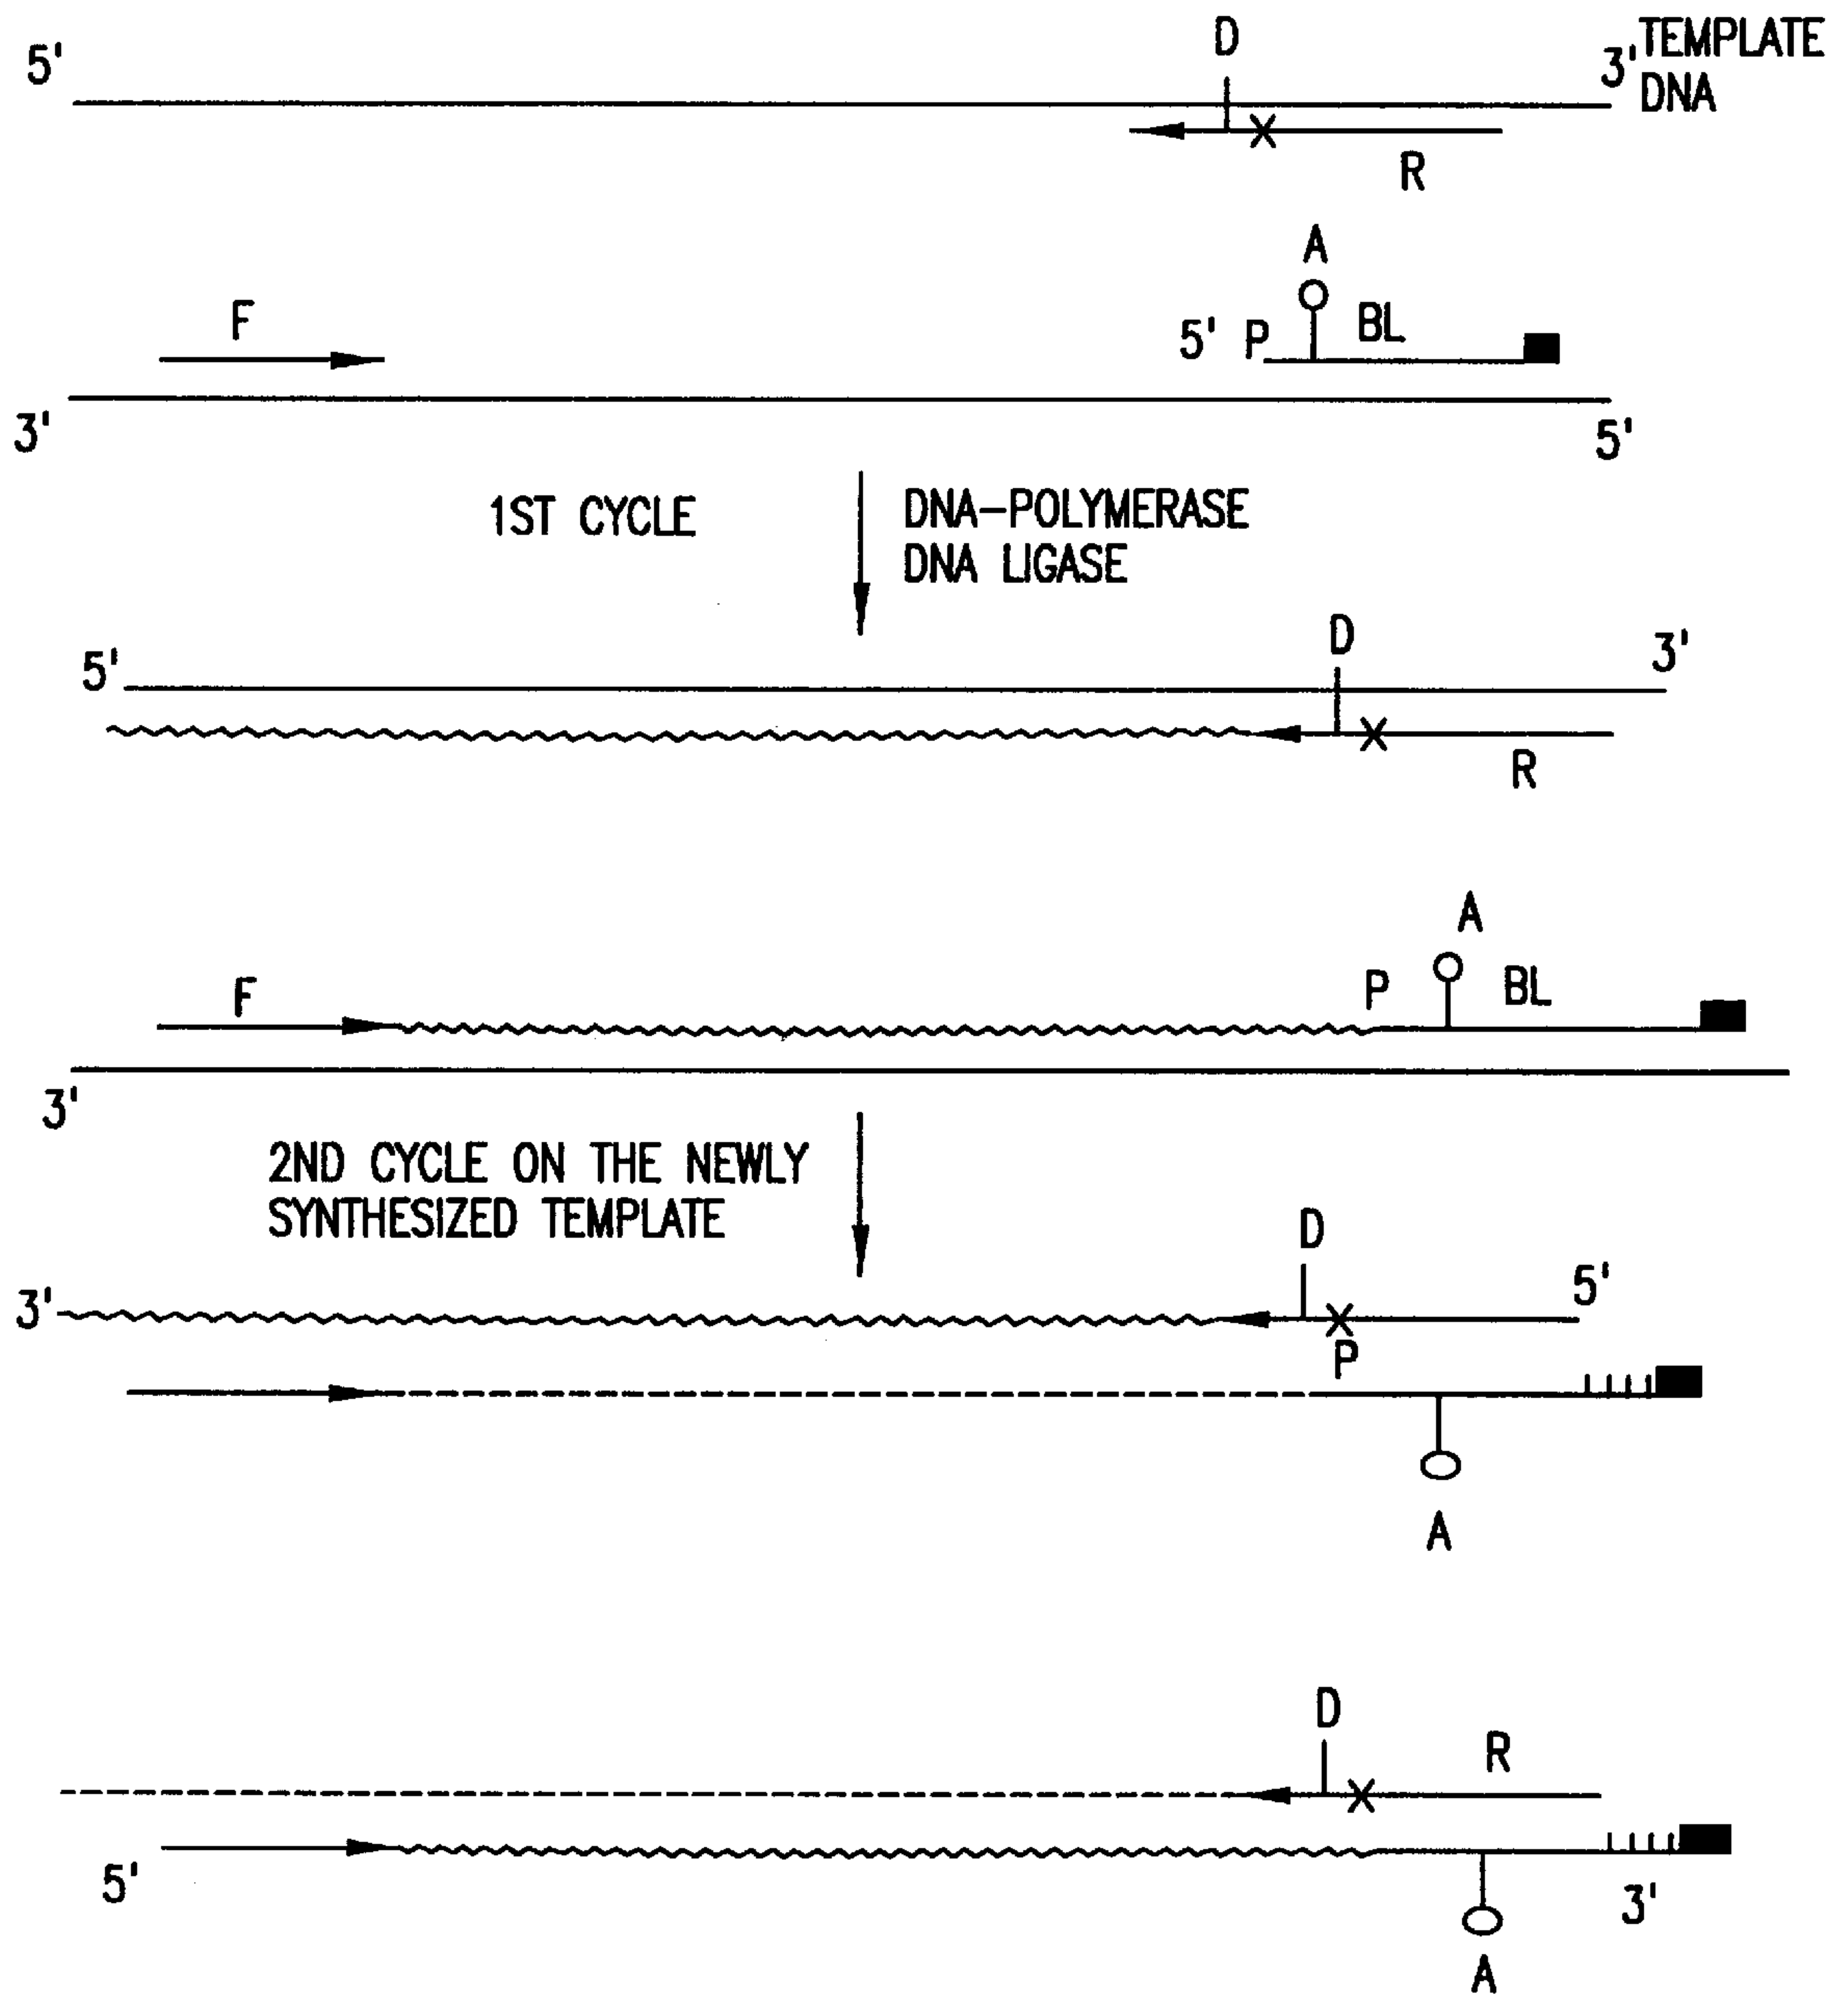 5'
D
3'
TEMPLATE
DNA
R
A
F
5' P
BL
3'
5'
1ST CYCLE
DNA-POLYMERASE
DNA LIGASE
D
5'
3'
R
A
F
P
BL
3'
2ND CYCLE ON THE NEWLY
SYNTHESIZED TEMPLATE
D
3'
5'
P
A
D
R
5'
3'
A